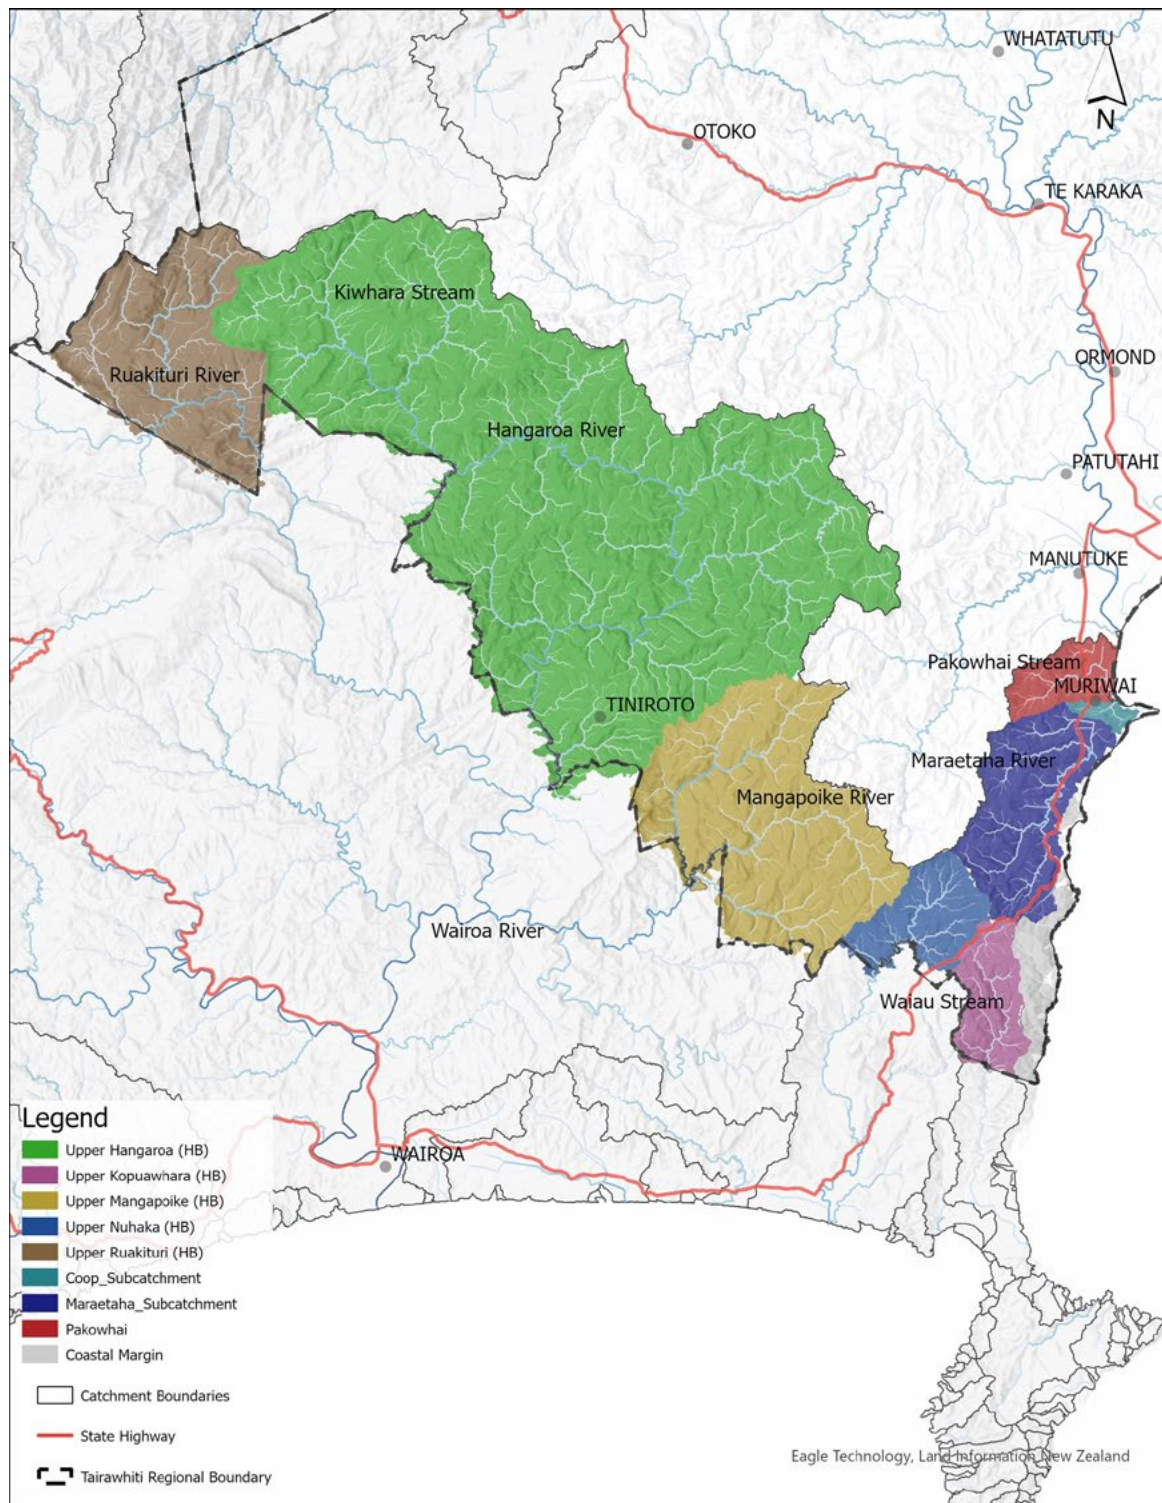 WHATATUTU
N
OTOKO
TE KARAKA
Kiwhara Stream
ORMOND
Ruakituri River
Hangaroa River
PATUTAHI
MANUTUKE
Pakowhai Stream
MURIWAI
TINIROTO
Maraetaha River
Mangapoike River
Wairoa River
Waiau Stream
WAIROA
Legend
Upper Hangaroa (HB)
Upper Kopuawhara (HB)
Upper Mangapoike (HB)
Upper Nuhaka (HB)
Upper Ruakituri (HB)
Coop_Subcatchment
Maraetaha_Subcatchment
Pakowhai
Coastal Margin
Catchment Boundaries
State Highway
Tairawhiti Regional Boundary
Eagle Technology, Land Information New Zealand